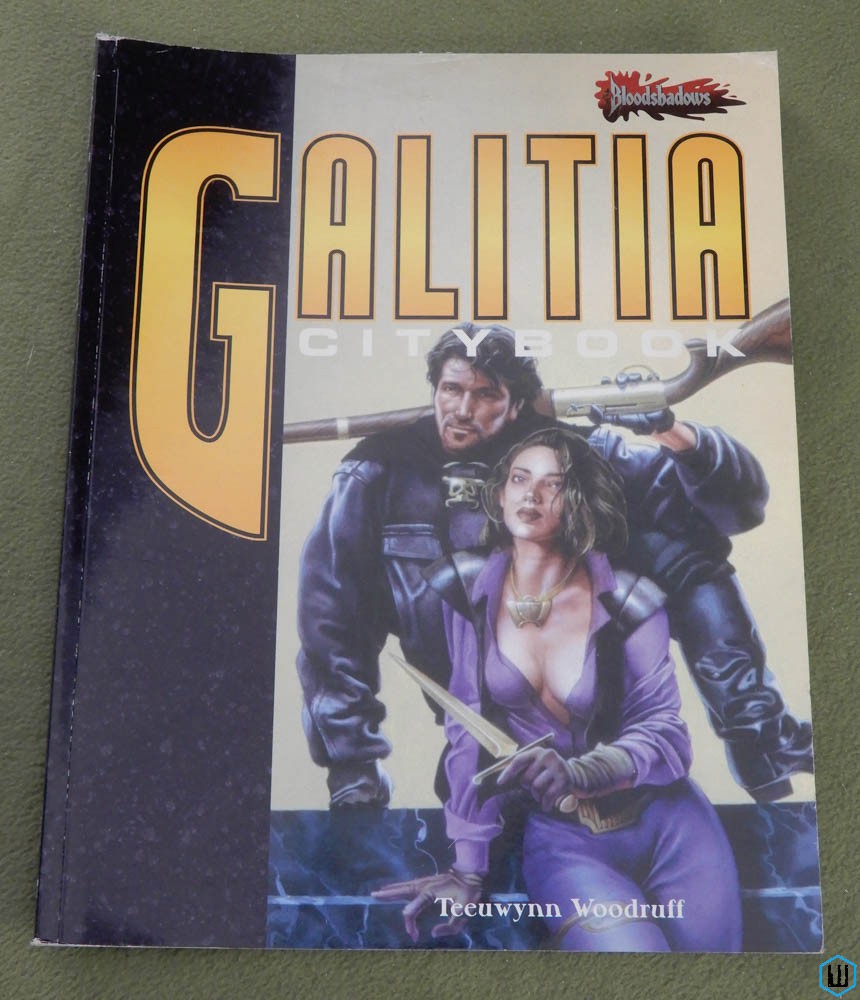 Bloodshadows
GALITIA
CITYBOOK
Teeuwynn Woodruff
W